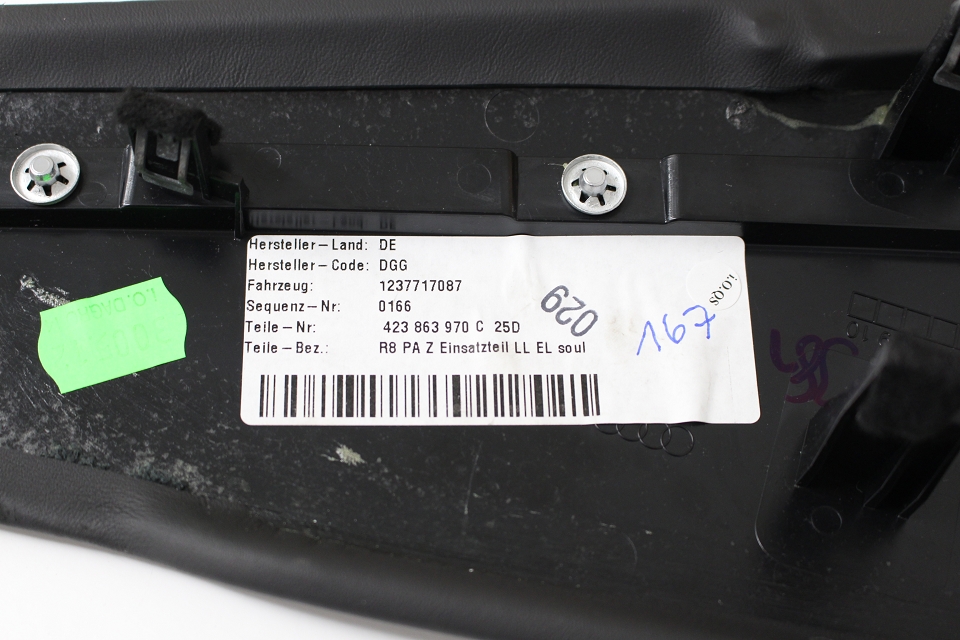 Hersteller-Land: DE
Hersteller-Code: DGG
Fahrzeug: 1237717087
Sequenz-Nr: 0166
Teile-Nr: 423 863 970 C 25D
Teile-Bez.: R8 PA Z Einsatzteil LL EL soul
029
167
i.O.QS